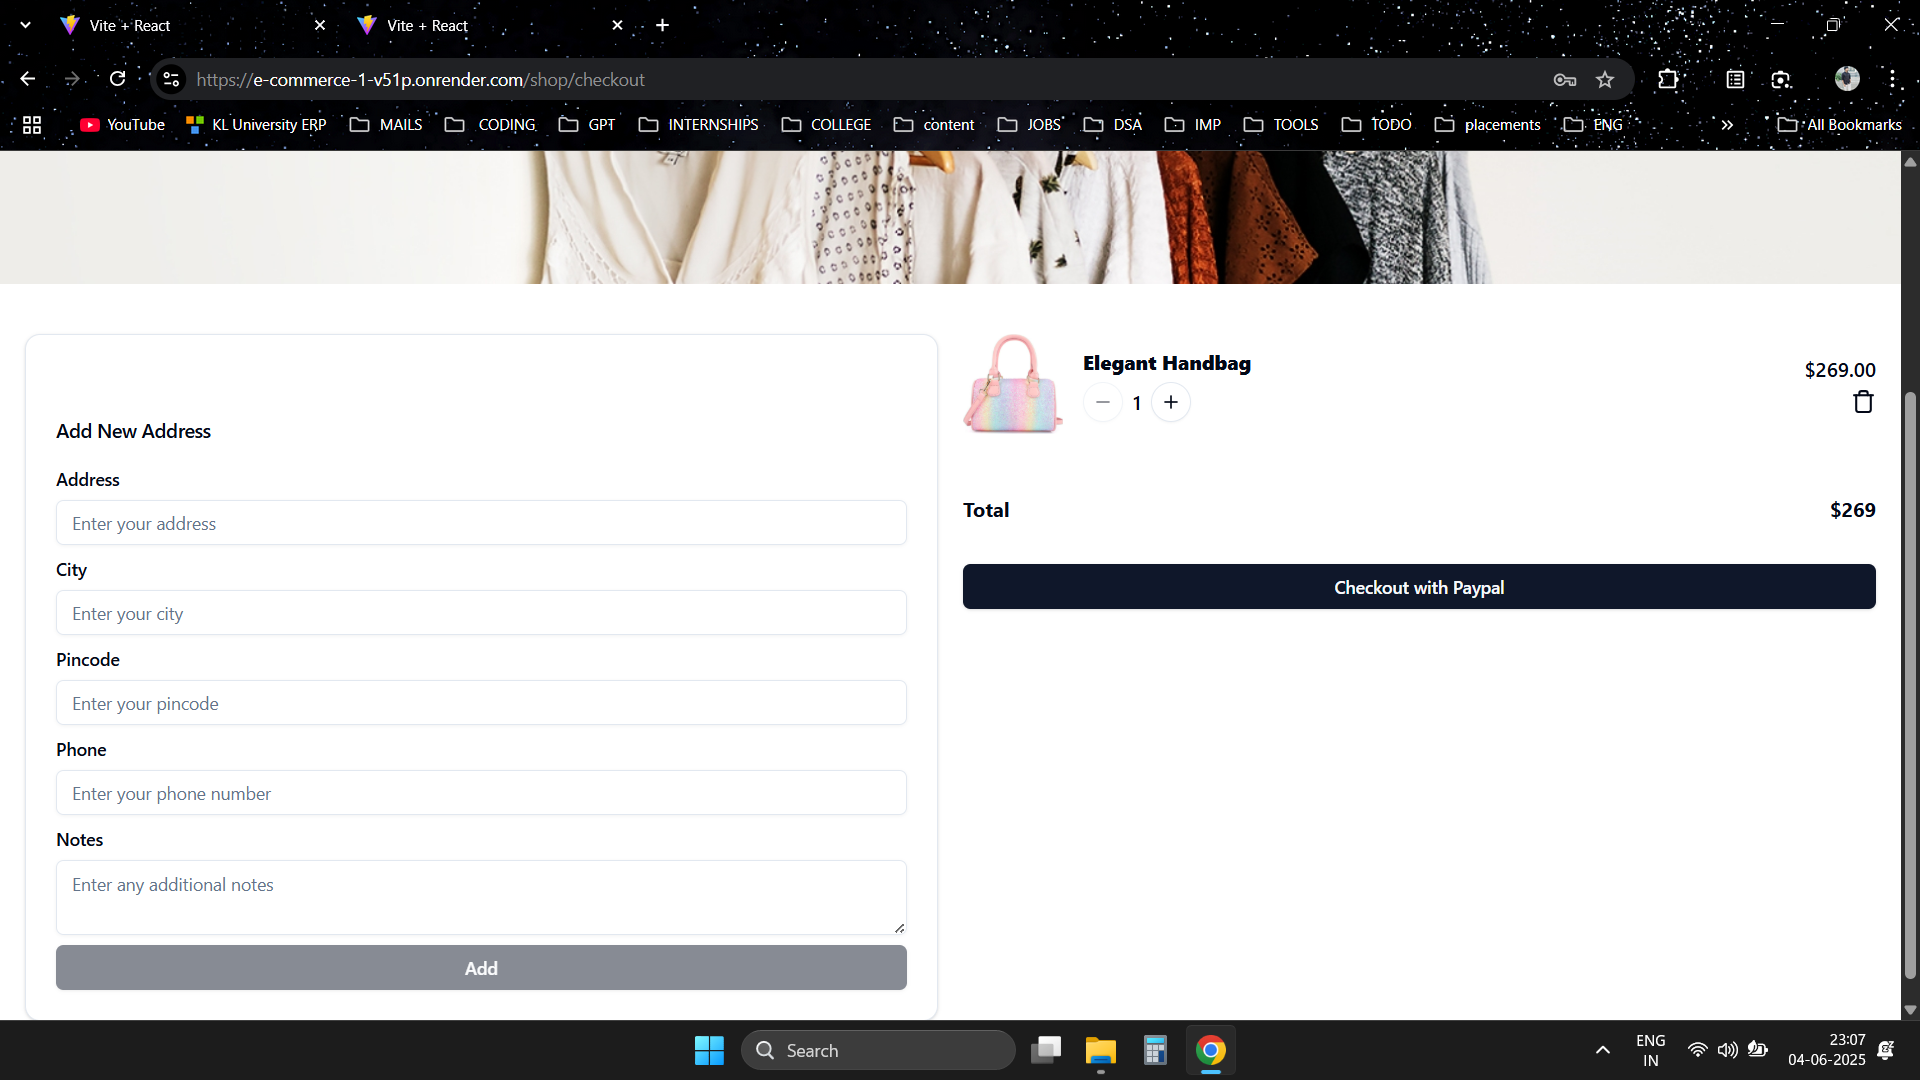 Vite + React
Vite + React
https://e-commerce-1-v51p.onrender.com/shop/checkout
YouTube KL University ERP MAILS CODING GPT INTERNSHIPS COLLEGE content JOBS DSA IMP TOOLS TODO placements ENG All Bookmarks
Add New Address
Address
Enter your address
City
Enter your city
Pincode
Enter your pincode
Phone
Enter your phone number
Notes
Enter any additional notes
Add
Elegant Handbag
$269.00
1
Total $269
Checkout with Paypal
Search
ENG
IN
23:07
04-06-2025